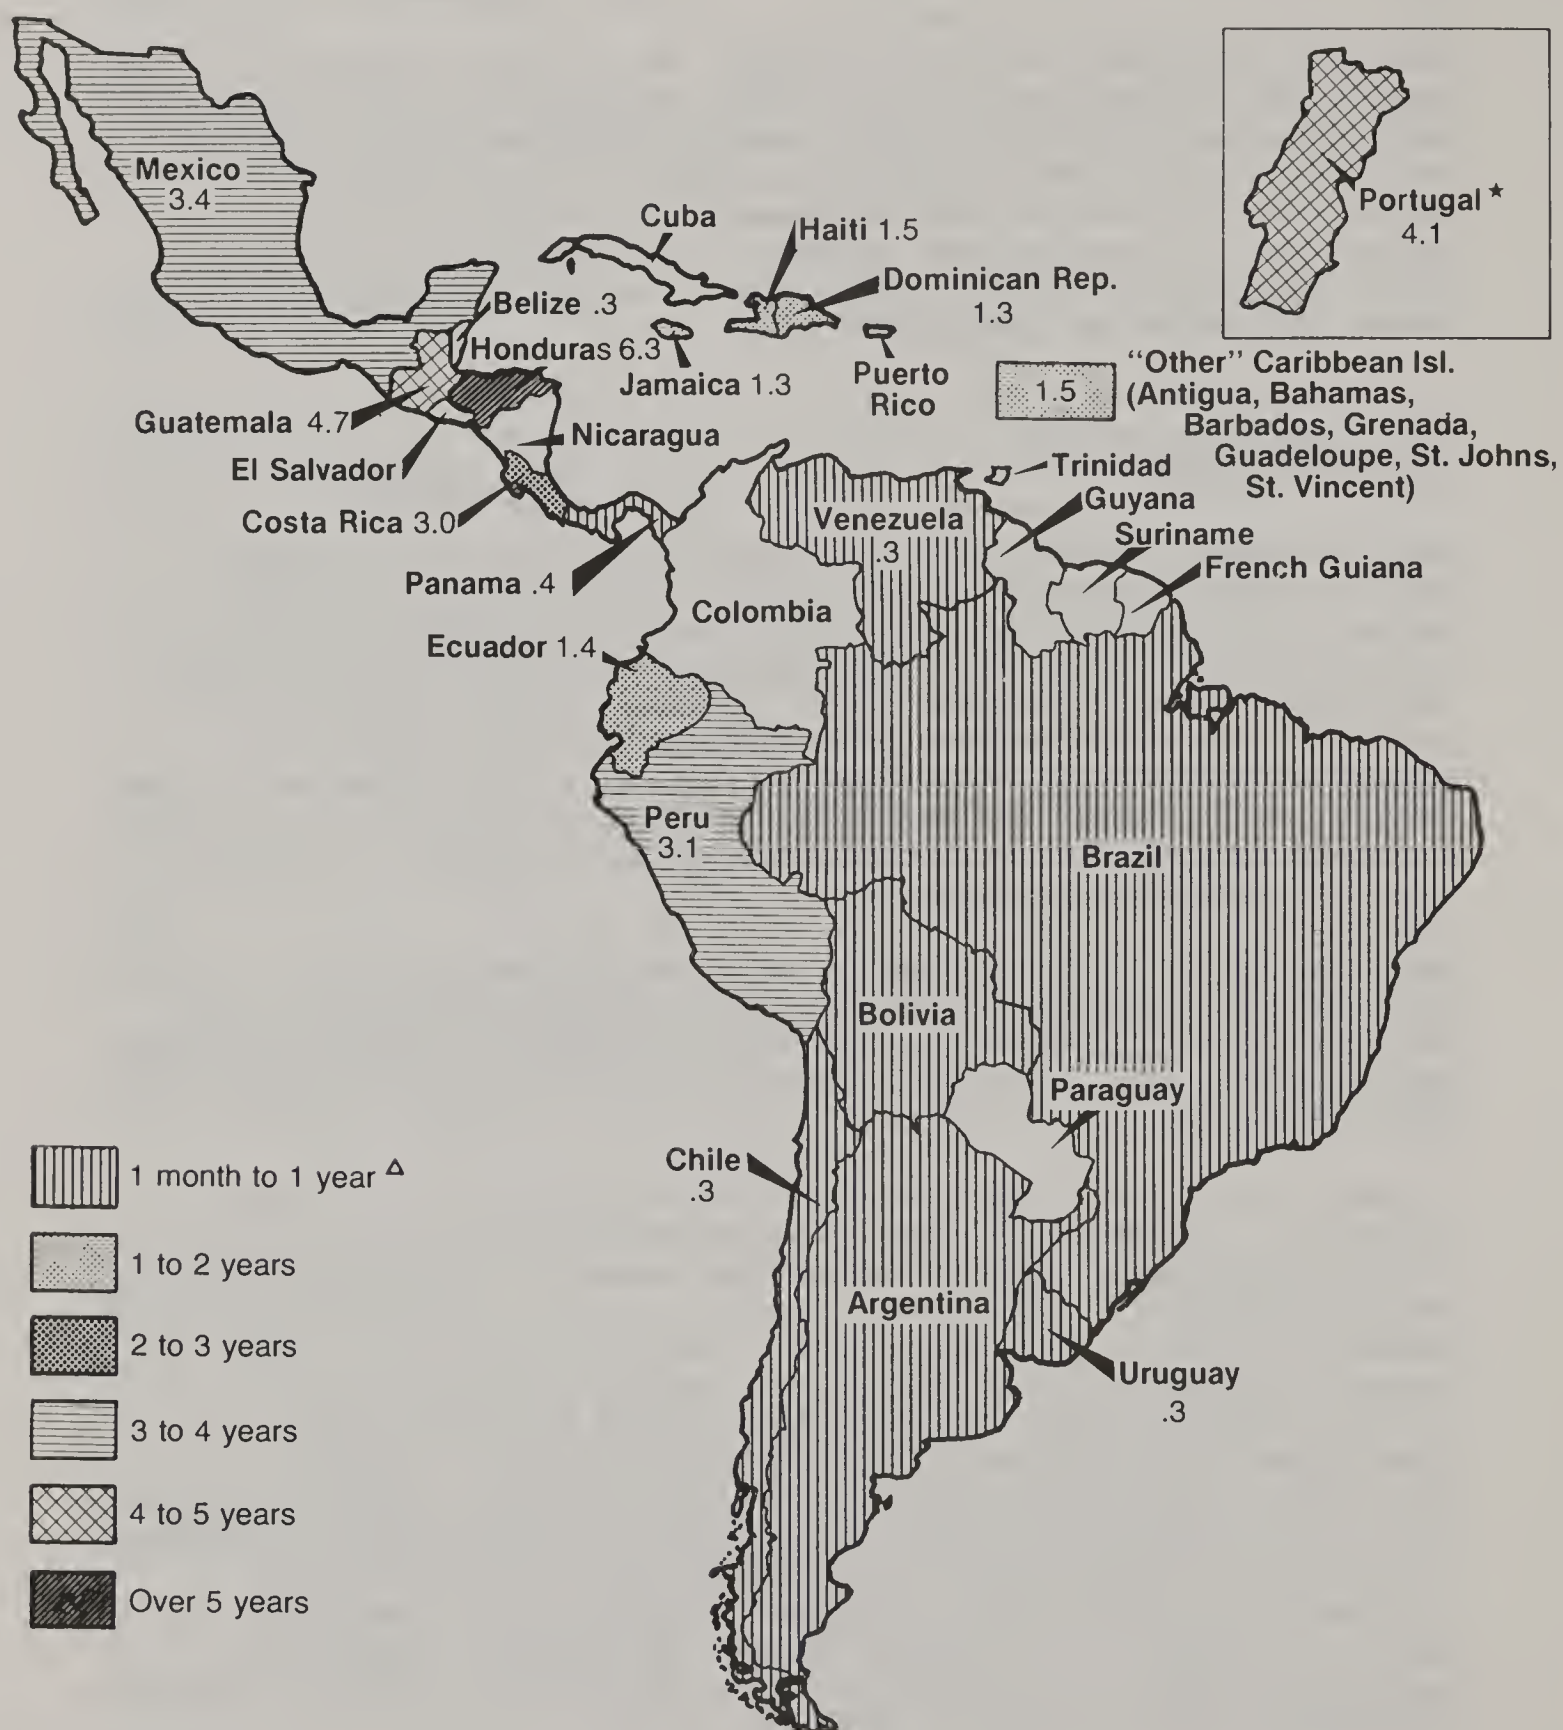 Mexico
3.4
Cuba
Haiti 1.5
Dominican Rep.
1.3
Portugal *
4.1
Belize .3
Honduras 6.3
Jamaica 1.3
Puerto
Rico
1.5
"Other" Caribbean Isl.
(Antigua, Bahamas,
Barbados, Grenada,
Guadeloupe, St. Johns,
St. Vincent)
Guatemala 4.7
Nicaragua
El Salvador
Costa Rica 3.0
Panama .4
Venezuela
.3
Trinidad
Guyana
Suriname
French Guiana
Colombia
Ecuador 1.4
Peru
3.1
Brazil
Bolivia
Paraguay
Chile
.3
Argentina
Uruguay
.3
1 month to 1 year Δ
1 to 2 years
2 to 3 years
3 to 4 years
4 to 5 years
Over 5 years